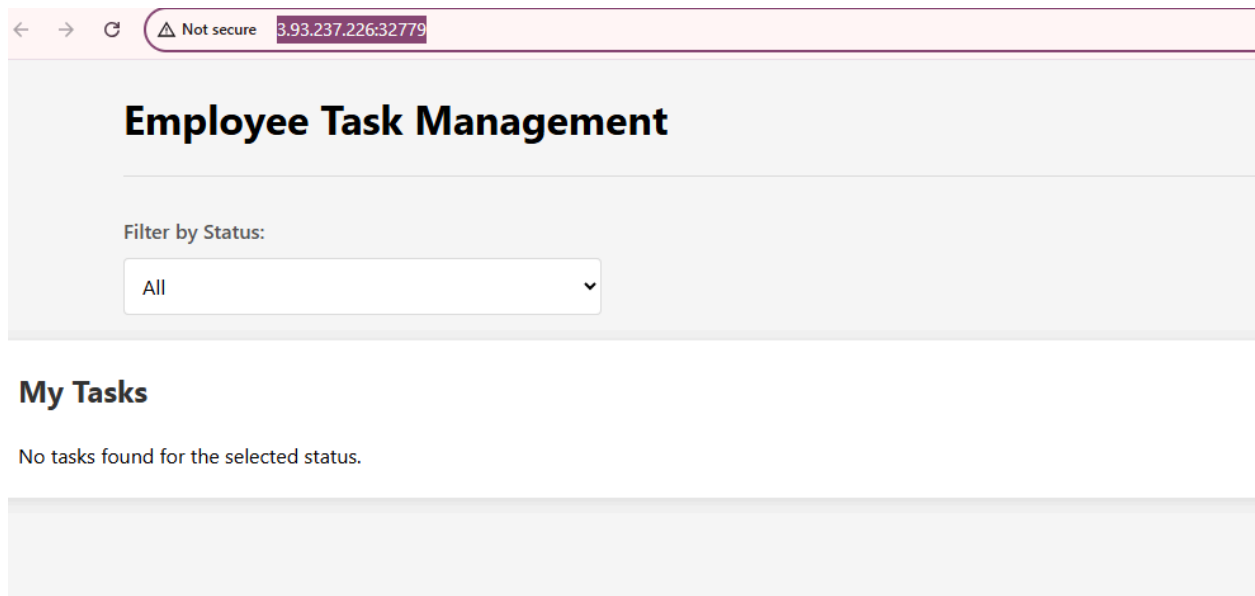 Not secure 3.93.237.226:32779
Employee Task Management
Filter by Status:
All
My Tasks
No tasks found for the selected status.